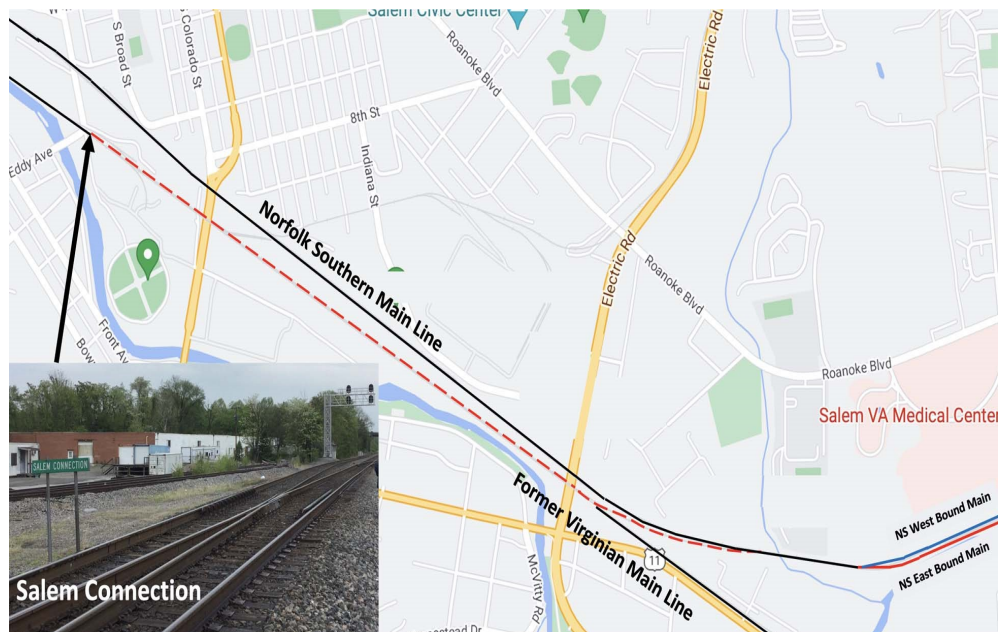 Salem Civic Center
S Broad St
S Colorado St
Roanoke Blvd
Electric Rd
8th St
Eddy Ave
Indiana St
Norfolk Southern Main Line
Electric Rd
Roanoke Blvd
Front Av
Bow
Roanoke Blvd
Salem VA Medical Center
Former Virginian Main Line
NS West Bound Main
NS East Bound Main
11
McVitty Rd
SALEM CONNECTION
Salem Connection